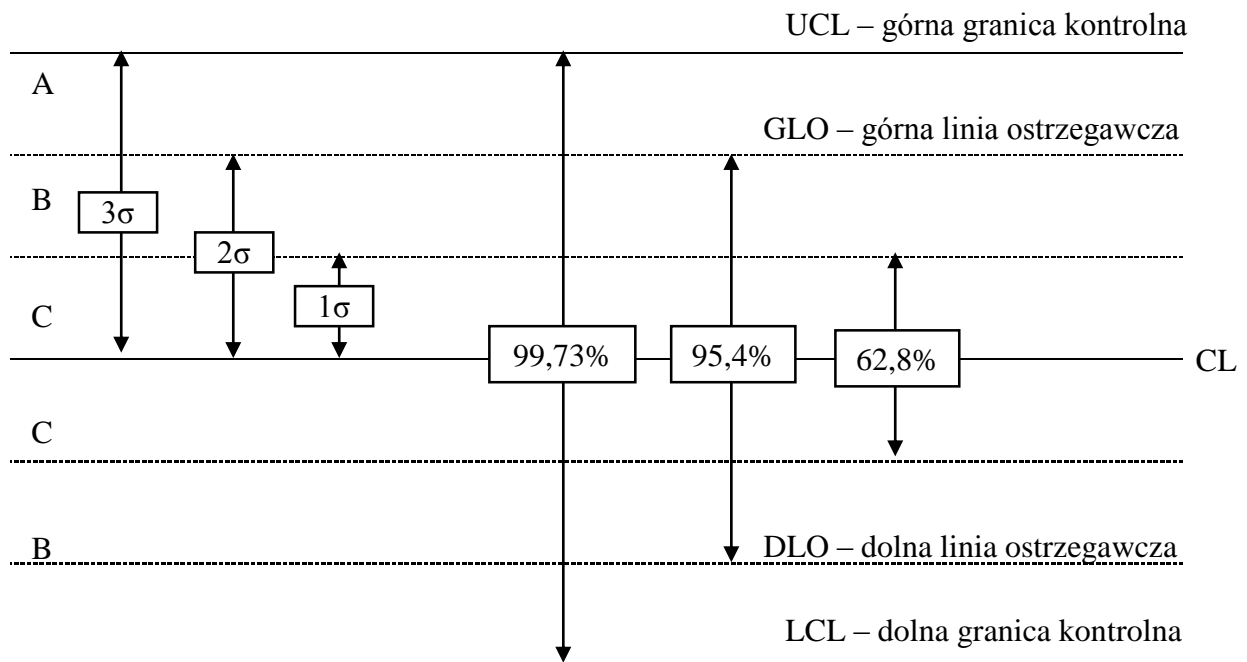 UCL – górna granica kontrolna
A
GLO – górna linia ostrzegawcza
B
3σ
2σ
C
1σ
99,73%
95,4%
62,8%
CL
C
B
DLO – dolna linia ostrzegawcza
LCL – dolna granica kontrolna